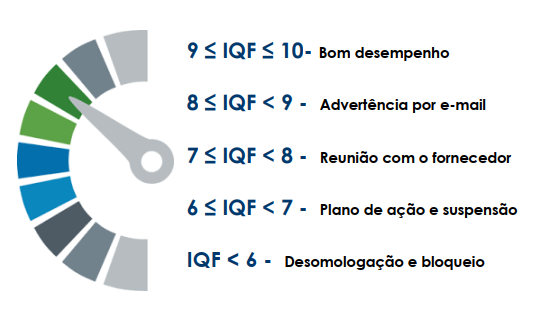 9 ≤ IQF ≤ 10- Bom desempenho
8 ≤ IQF < 9 - Advertência por e-mail
7 ≤ IQF < 8 - Reunião com o fornecedor
6 ≤ IQF < 7 - Plano de ação e suspensão
IQF < 6 - Desomologação e bloqueio